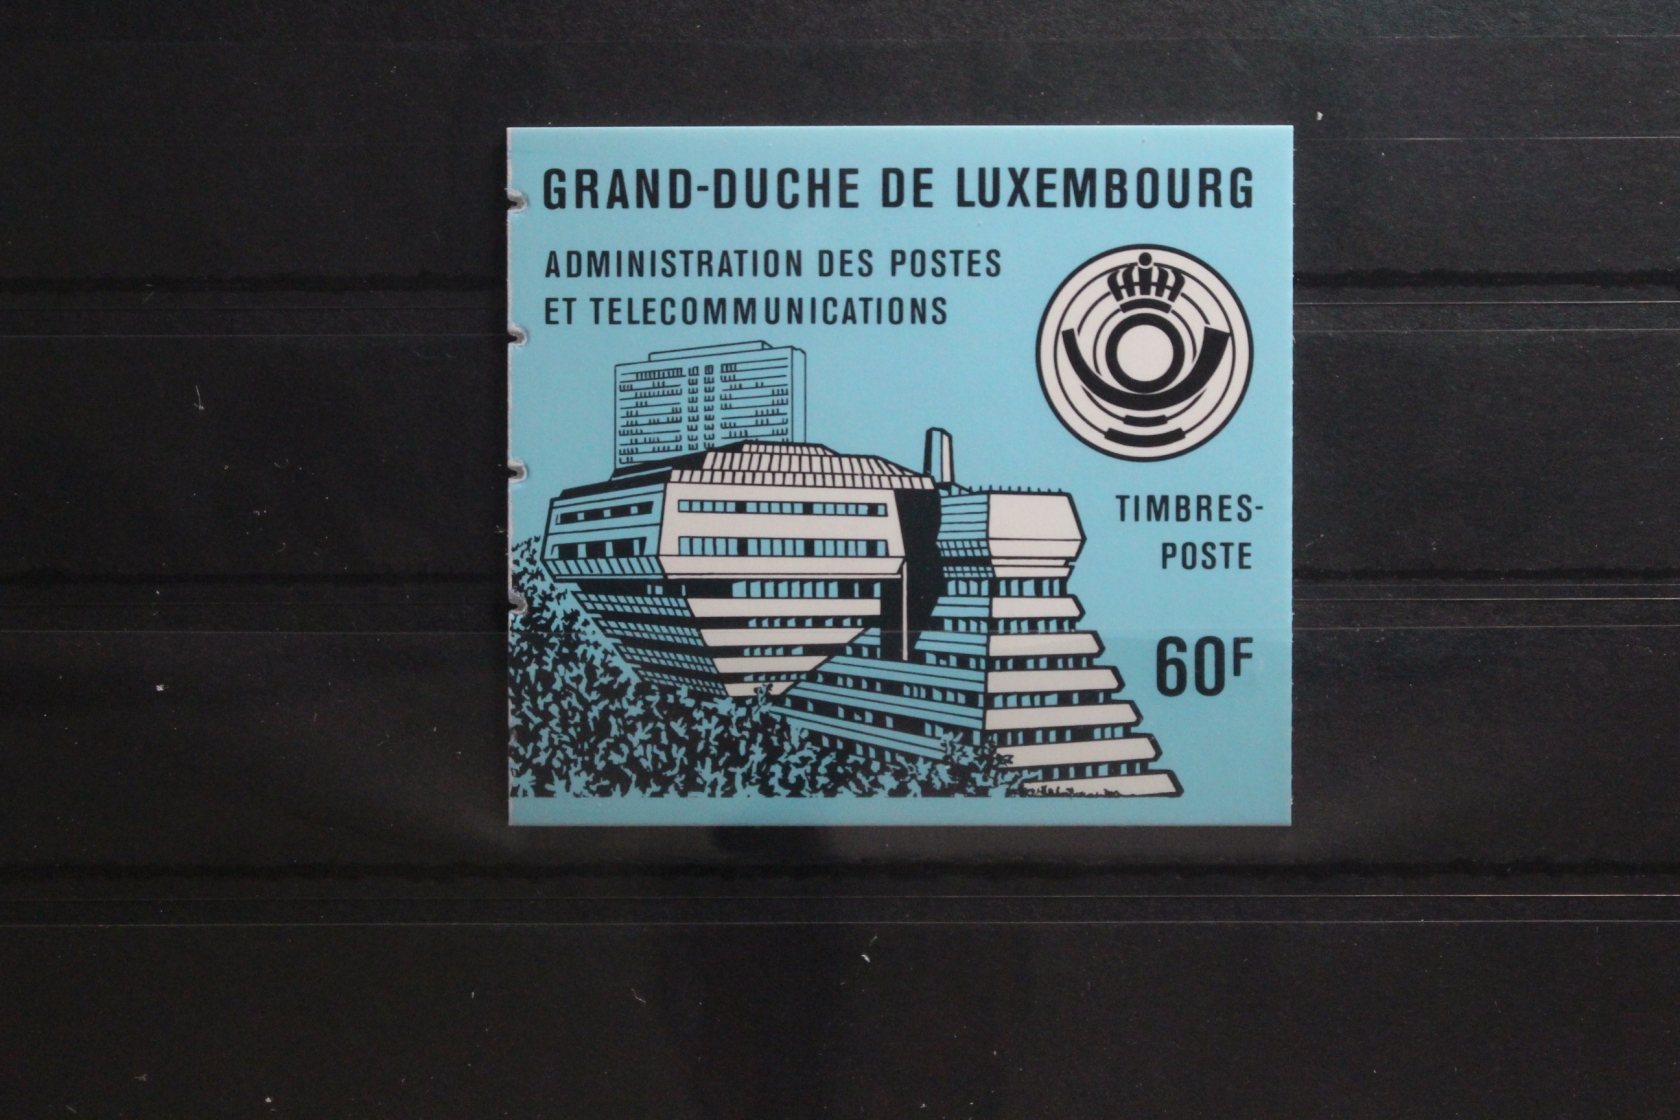 GRAND-DUCHE DE LUXEMBOURG
ADMINISTRATION DES POSTES
ET TELECOMMUNICATIONS
TIMBRES-
POSTE
60F